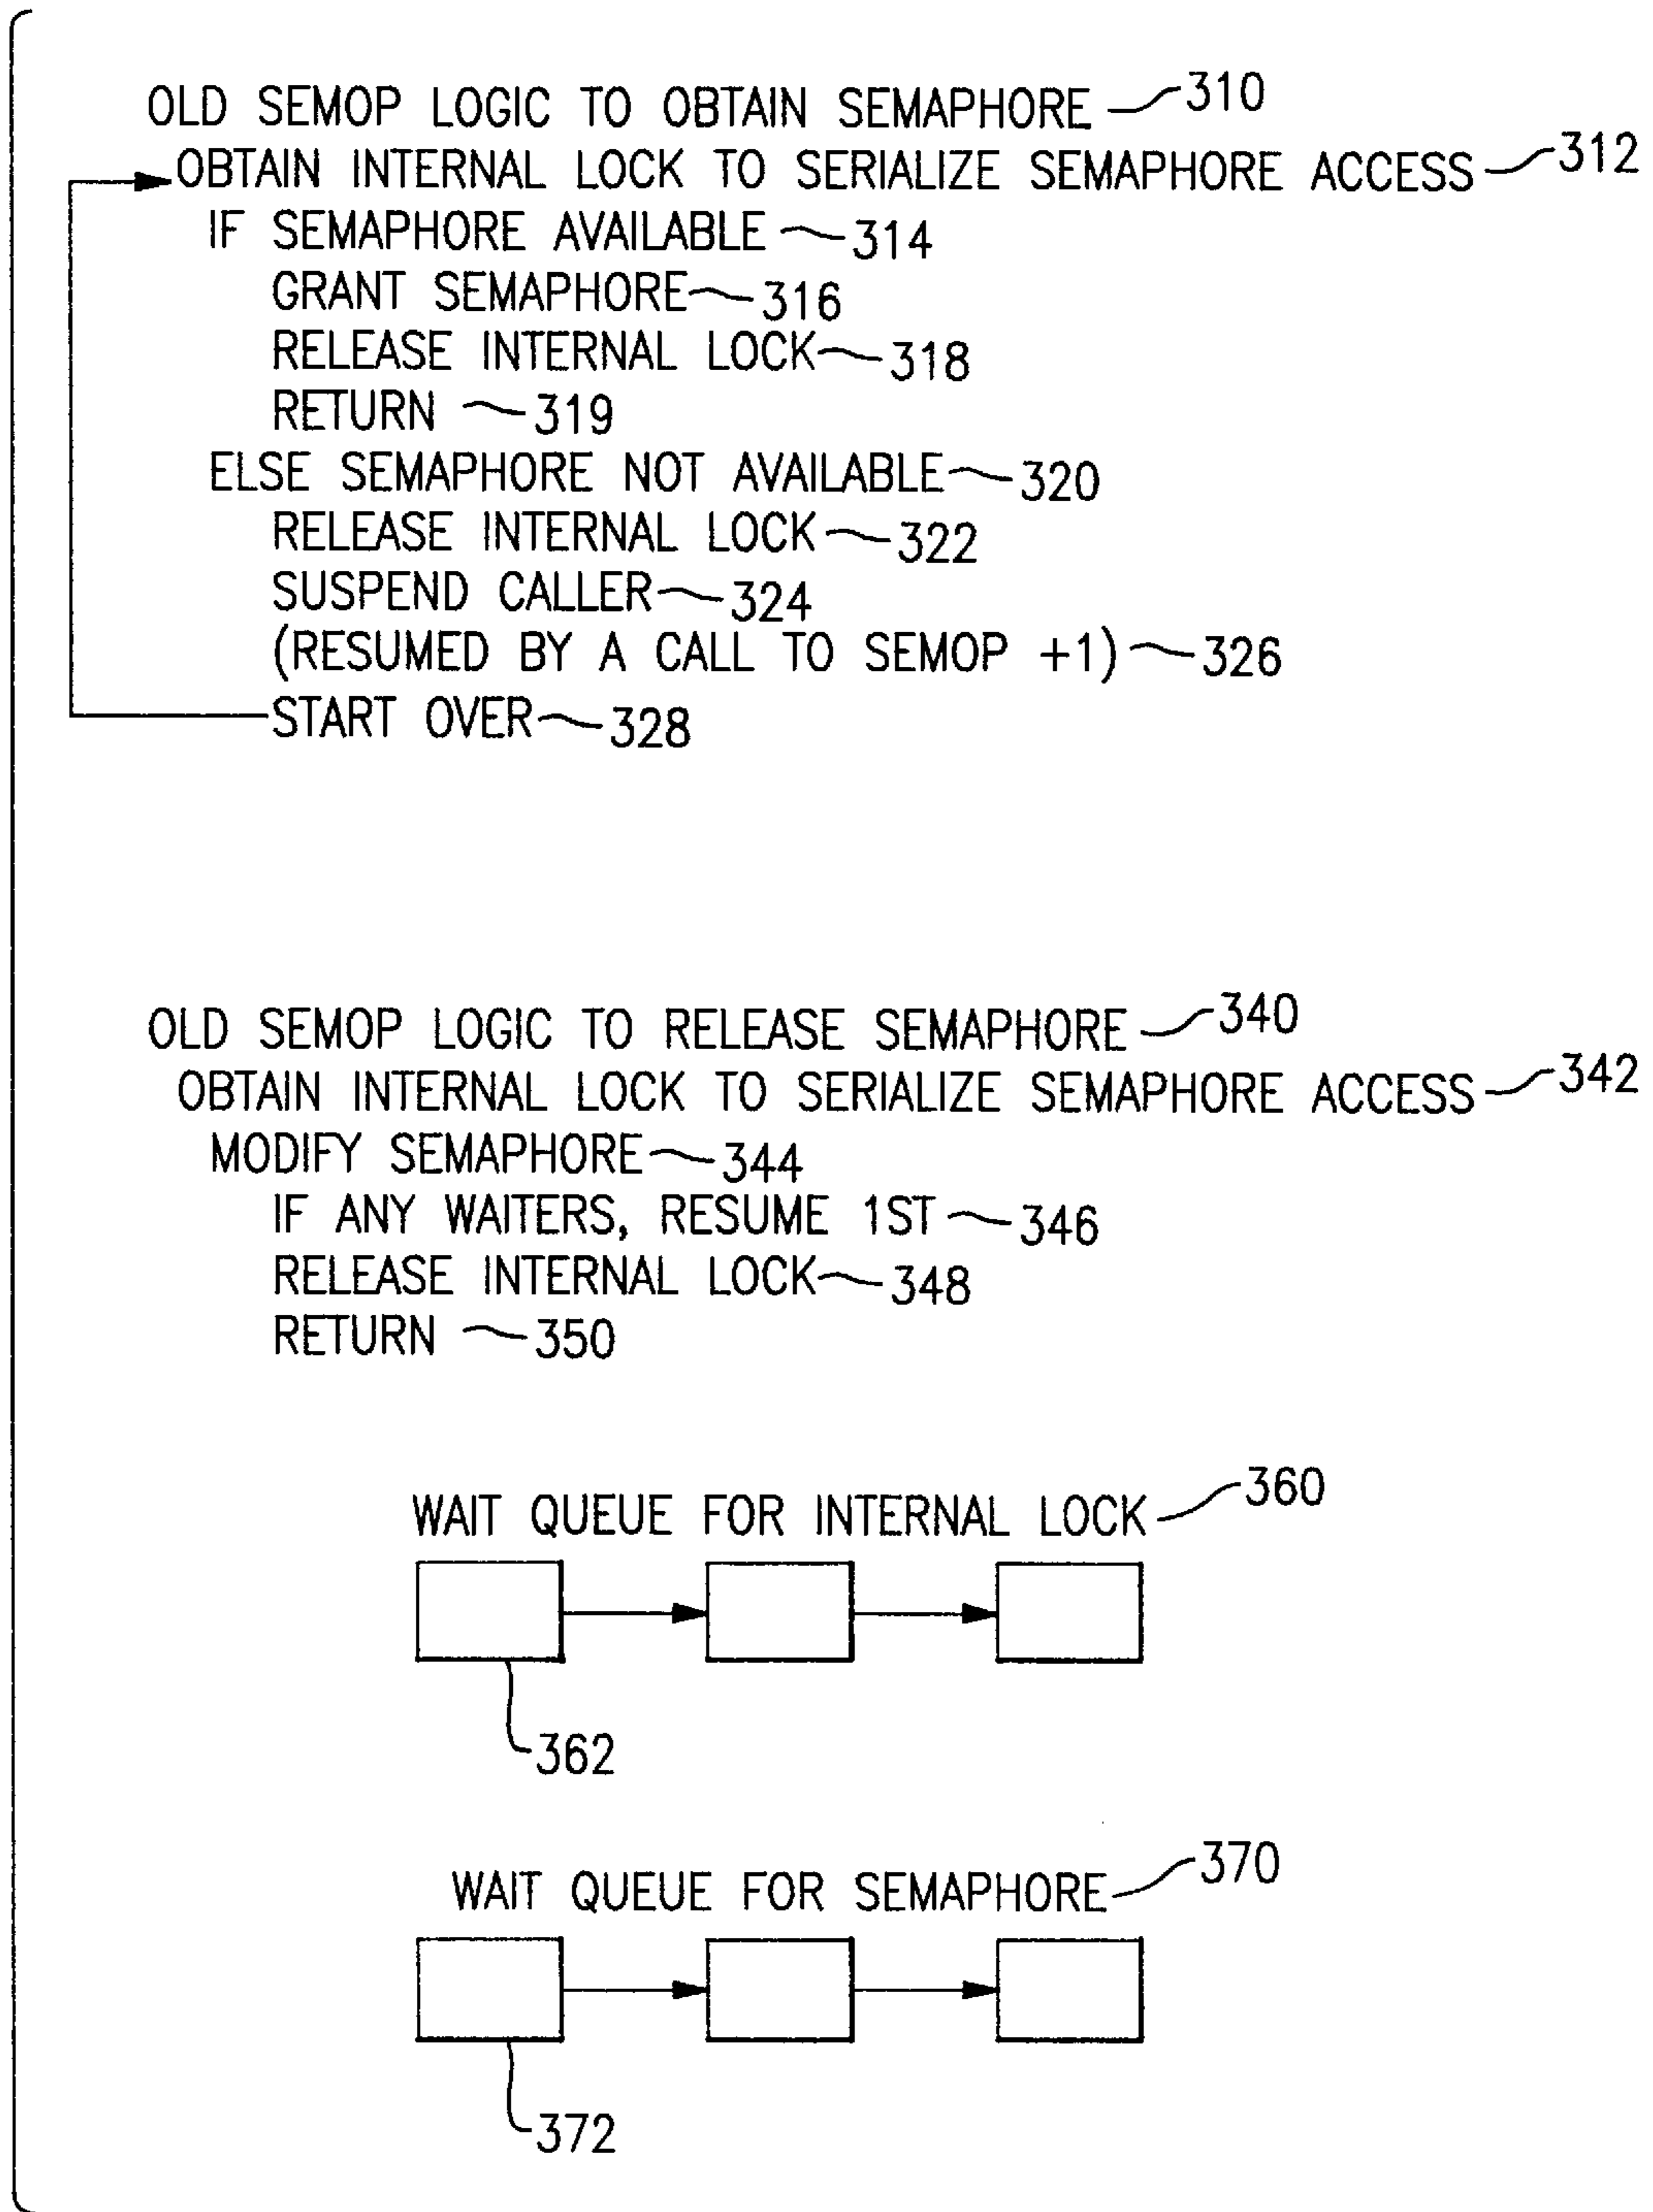 OLD SEMOP LOGIC TO OBTAIN SEMAPHORE 310
OBTAIN INTERNAL LOCK TO SERIALIZE SEMAPHORE ACCESS 312
IF SEMAPHORE AVAILABLE 314
GRANT SEMAPHORE 316
RELEASE INTERNAL LOCK 318
RETURN 319
ELSE SEMAPHORE NOT AVAILABLE 320
RELEASE INTERNAL LOCK 322
SUSPEND CALLER 324
(RESUMED BY A CALL TO SEMOP +1) 326
START OVER 328
OLD SEMOP LOGIC TO RELEASE SEMAPHORE 340
OBTAIN INTERNAL LOCK TO SERIALIZE SEMAPHORE ACCESS 342
MODIFY SEMAPHORE 344
IF ANY WAITERS, RESUME 1ST 346
RELEASE INTERNAL LOCK 348
RETURN 350
WAIT QUEUE FOR INTERNAL LOCK 360
362
WAIT QUEUE FOR SEMAPHORE 370
372